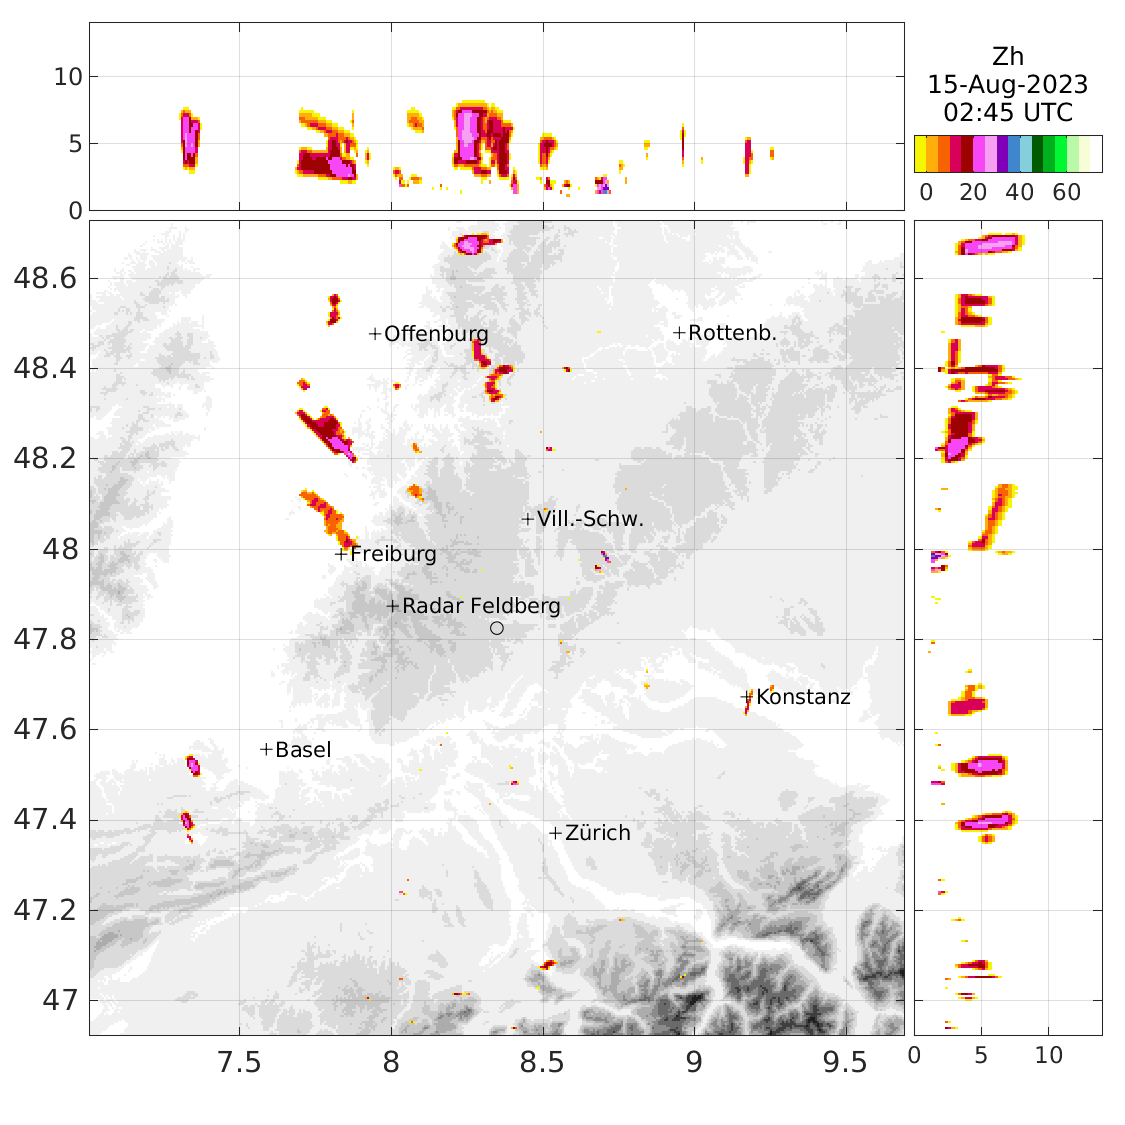 10
5
0
Zh
15-Aug-2023
02:45 UTC
0 20 40 60
48.6
48.4
48.2
48
47.8
47.6
47.4
47.2
47
Offenburg
Rottenb.
Vill.-Schw.
Freiburg
Radar Feldberg
Konstanz
Basel
Zürich
7.5 8 8.5 9 9.5
0 5 10